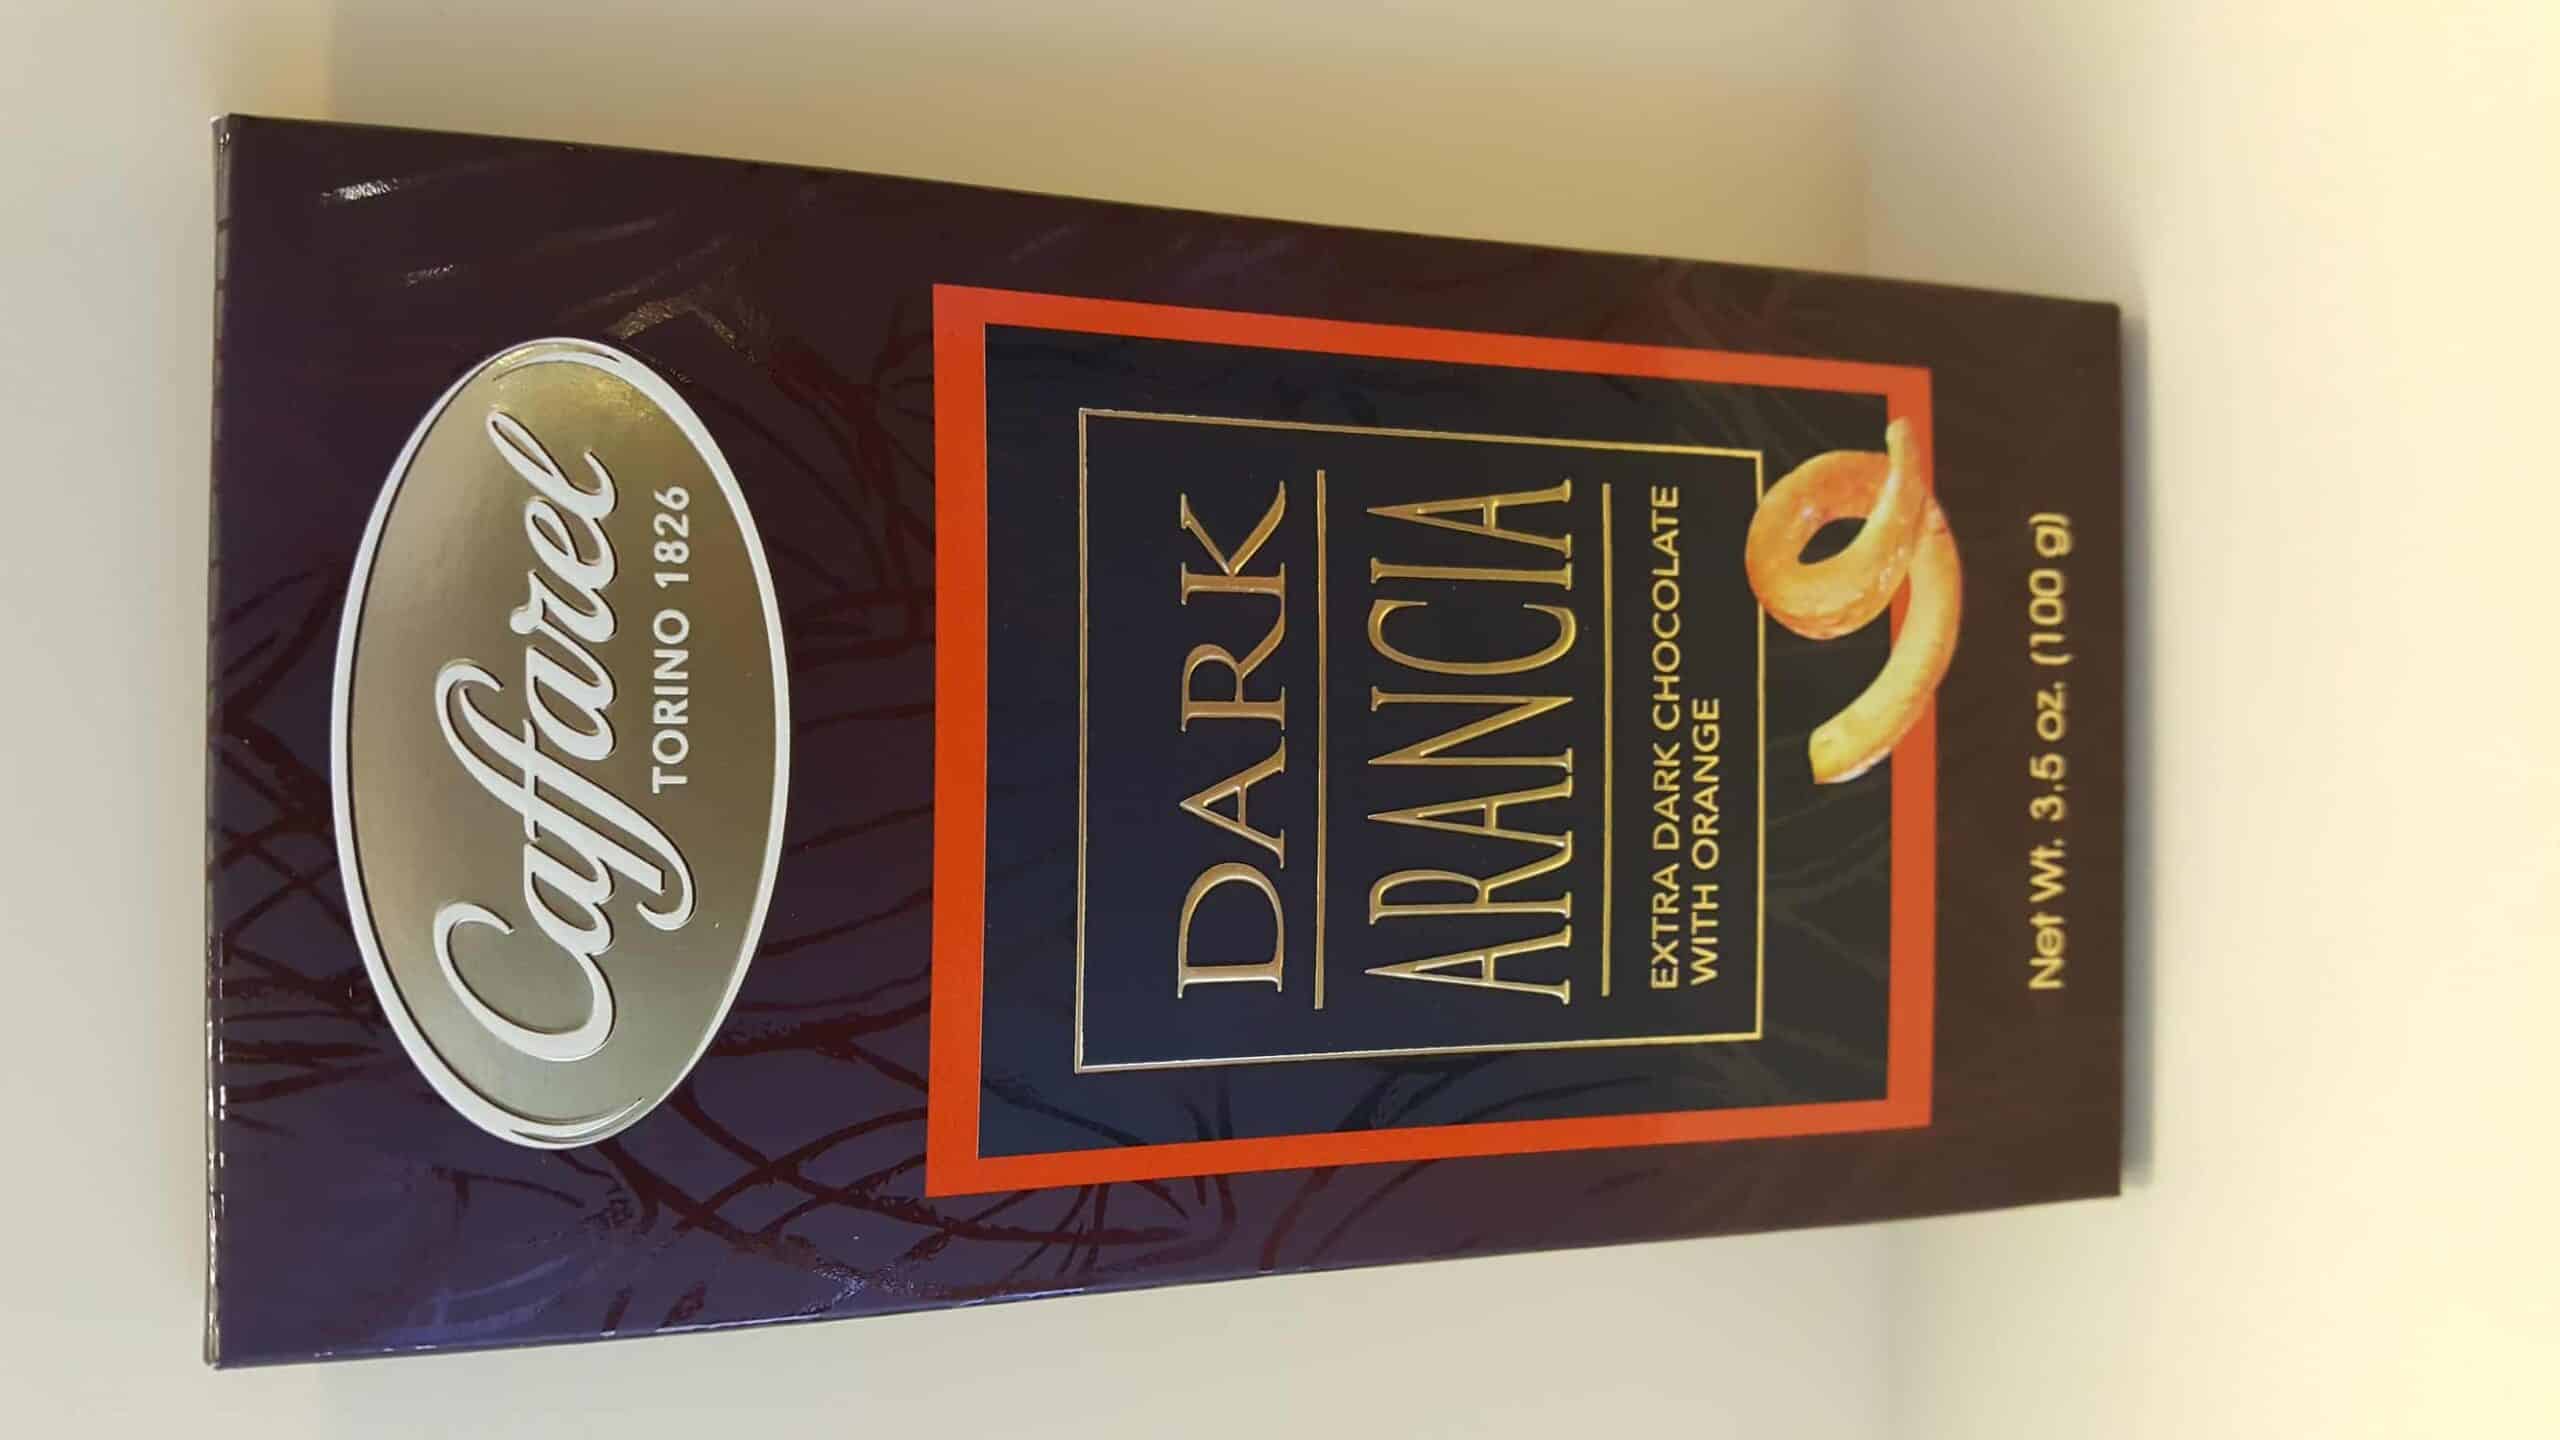 Caffarel
TORINO 1826
DARK
ARANCIA
EXTRA DARK CHOCOLATE
WITH ORANGE
Net Wt. 3.5 oz. (100 g)